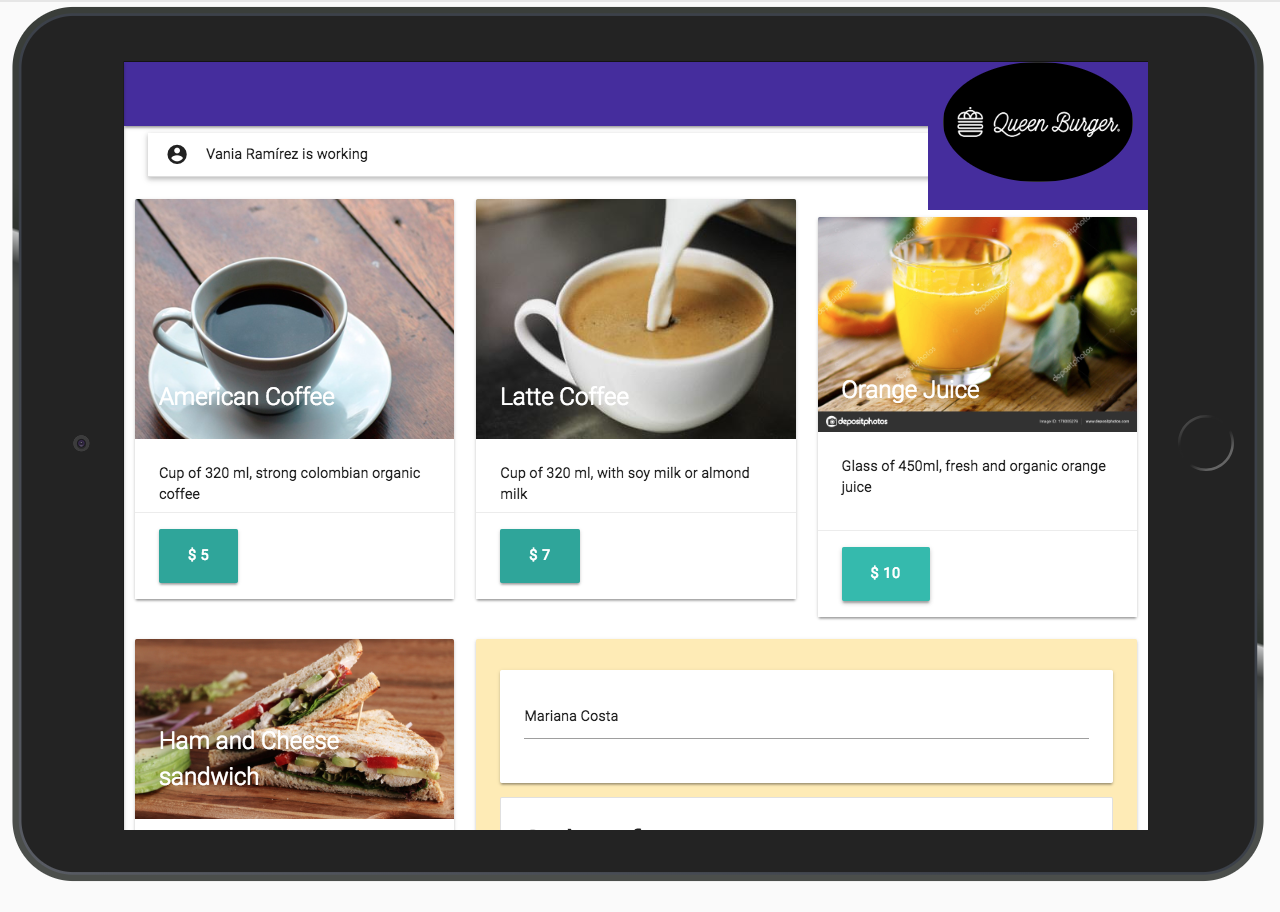 Queen Burger.
Vania Ramírez is working
American Coffee
Cup of 320 ml, strong colombian organic
coffee
$ 5
Latte Coffee
Cup of 320 ml, with soy milk or almond
milk
$ 7
depositphotos
Orange Juice
depositphotos
Glass of 450ml, fresh and organic orange
juice
$ 10
Ham and Cheese
sandwich
Mariana Costa